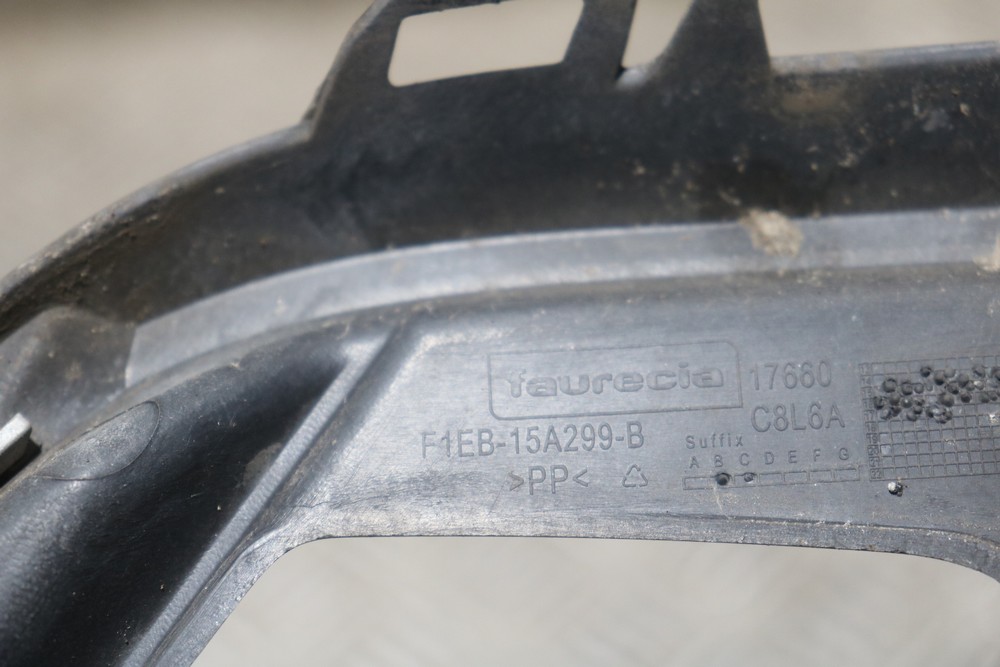 faurecia
17660
C8L6A
F1EB-15A299-B
>PP<
Suffix
A B C D E F G